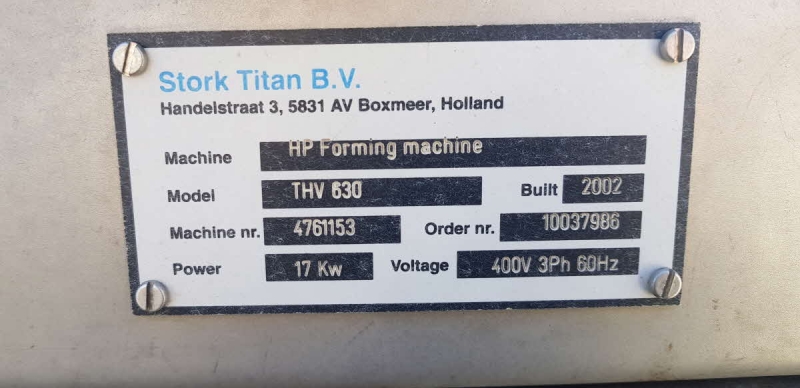 Stork Titan B.V.
Handelstraat 3, 5831 AV Boxmeer, Holland
Machine HP Forming machine
Model THV 630 Built 2002
Machine nr. 4761153 Order nr. 10037986
Power 17 Kw Voltage 400V 3Ph 60Hz